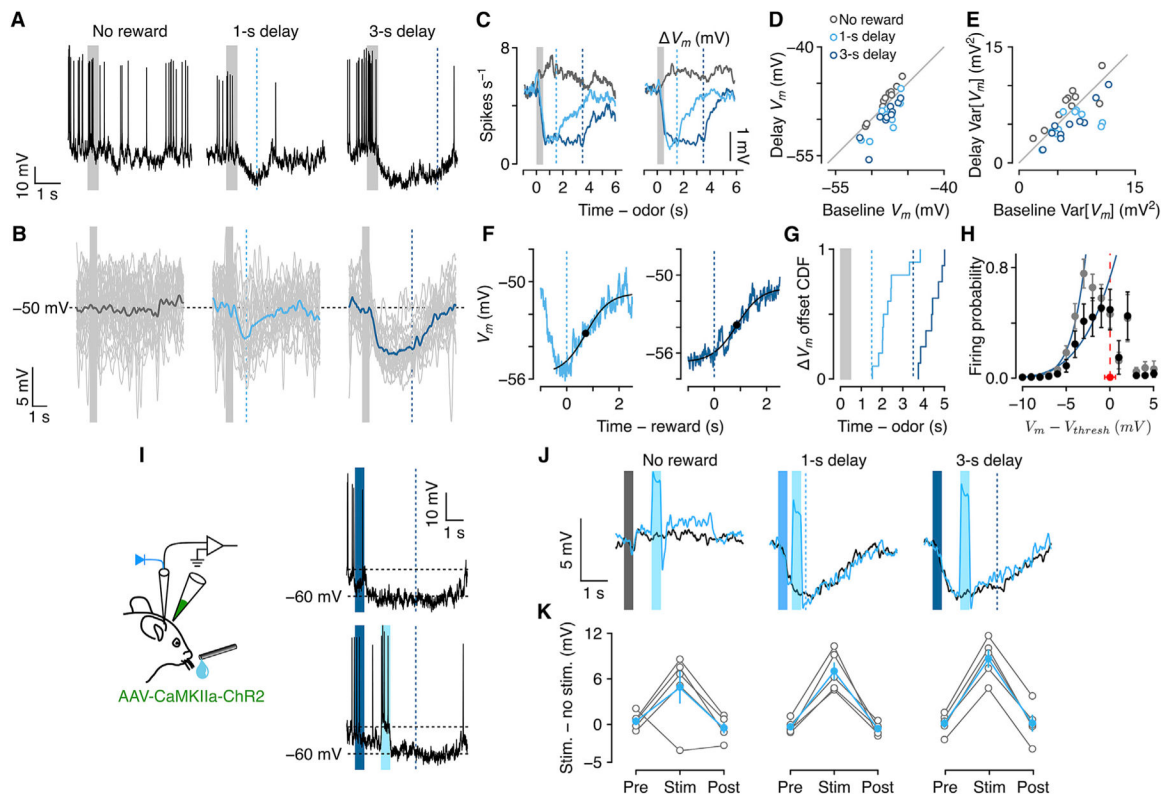 A
No reward
1-s delay
3-s delay
10 mV
1 s
B
−50 mV
5 mV
1 s
C
ΔVm (mV)
Spikes s−1
7
0
1 mV
0 2 4 6
0 2 4 6
Time – odor (s)
D
No reward
1-s delay
3-s delay
Delay Vm (mV)
−40
−55
−55
−40
Baseline Vm (mV)
E
Delay Var[Vm] (mV2)
15
0
0
15
Baseline Var[Vm] (mV2)
F
Vm (mV)
−50
−56
−50
−56
0 2
0 2
Time – reward (s)
G
ΔVm offset CDF
1
0
0 1 2 3 4 5
Time – odor (s)
H
Firing probability
0.8
0.4
0.0
−10 −5 0 5
Vm − Vthresh (mV)
I
AAV-CaMKIIa-ChR2
10 mV
1 s
−60 mV
−60 mV
J
No reward
1-s delay
3-s delay
5 mV
1 s
K
Stim. – no stim. (mV)
12
6
0
−5
Pre Stim Post
Pre Stim Post
Pre Stim Post